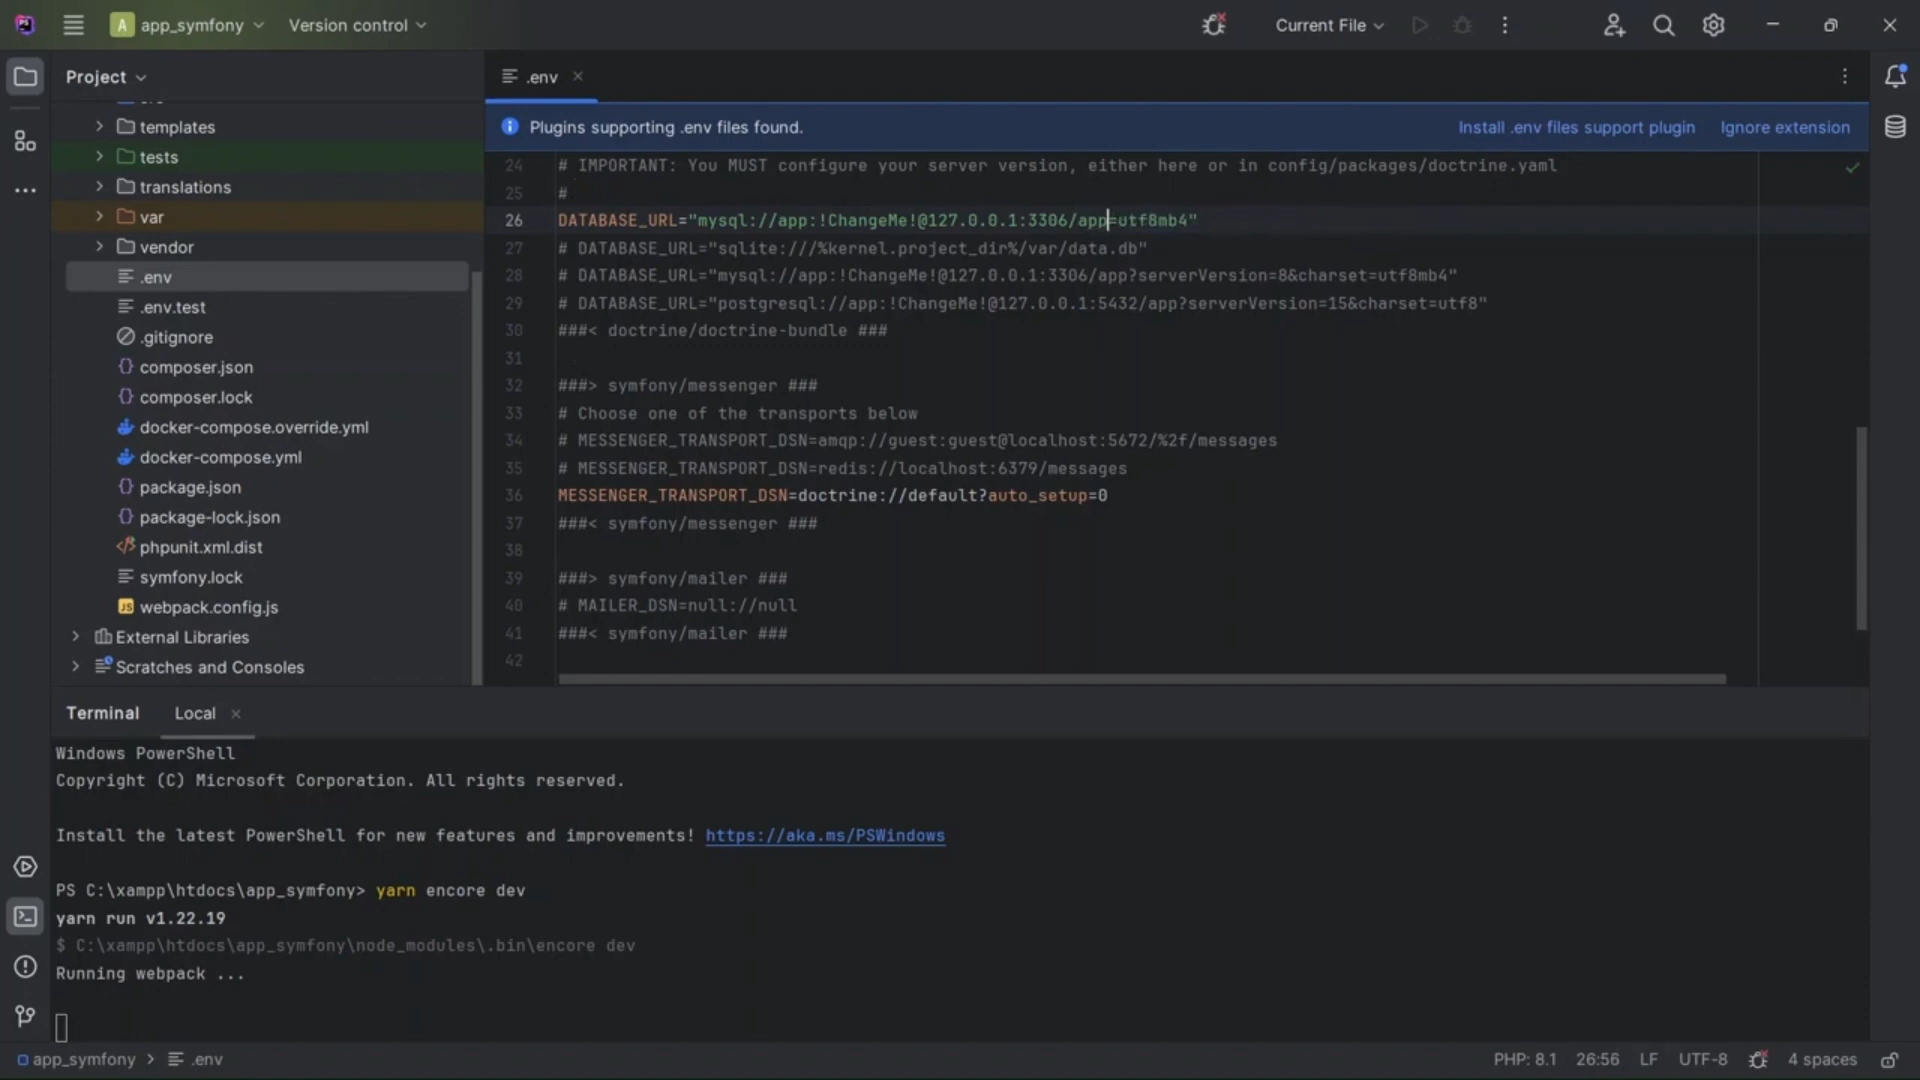 PS
A app_symfony
Version control
Current File
Project
.env
Plugins supporting .env files found.
Install .env files support plugin
Ignore extension
templates
tests
translations
var
vendor
.env
.env.test
.gitignore
composer.json
composer.lock
docker-compose.override.yml
docker-compose.yml
package.json
package-lock.json
phpunit.xml.dist
symfony.lock
JS webpack.config.js
External Libraries
Scratches and Consoles
24 # IMPORTANT: You MUST configure your server version, either here or in config/packages/doctrine.yaml
25 #
26 DATABASE_URL="mysql://app:!ChangeMe!@127.0.0.1:3306/app=utf8mb4"
27 # DATABASE_URL="sqlite:///%kernel.project_dir%/var/data.db"
28 # DATABASE_URL="mysql://app:!ChangeMe!@127.0.0.1:3306/app?serverVersion=8&charset=utf8mb4"
29 # DATABASE_URL="postgresql://app:!ChangeMe!@127.0.0.1:5432/app?serverVersion=15&charset=utf8"
30 ###< doctrine/doctrine-bundle ###
31
32 ###> symfony/messenger ###
33 # Choose one of the transports below
34 # MESSENGER_TRANSPORT_DSN=amqp://guest:guest@localhost:5672/%2f/messages
35 # MESSENGER_TRANSPORT_DSN=redis://localhost:6379/messages
36 MESSENGER_TRANSPORT_DSN=doctrine://default?auto_setup=0
37 ###< symfony/messenger ###
38
39 ###> symfony/mailer ###
40 # MAILER_DSN=null://null
41 ###< symfony/mailer ###
42
Terminal
Local
Windows PowerShell
Copyright (C) Microsoft Corporation. All rights reserved.
Install the latest PowerShell for new features and improvements! https://aka.ms/PSWindows
PS C:\xampp\htdocs\app_symfony> yarn encore dev
yarn run v1.22.19
$ C:\xampp\htdocs\app_symfony\node_modules\.bin\encore dev
Running webpack ...
app_symfony > .env
PHP: 8.1
26:56
LF
UTF-8
4 spaces